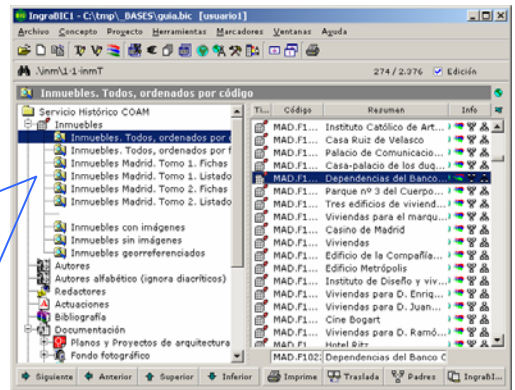 IngraBIC1 - C:\tmp\_BASES\guia.bic [usuario1]
Archivo Concepto Proyecto Herramientas Marcadores Ventanas Ayuda
.\inm\1-1-inmT 274/2.376 Edición
Inmuebles. Todos, ordenados por código
Servicio Histórico COAM
Inmuebles
Inmuebles. Todos, ordenados por c
Inmuebles. Todos, ordenados por f
Inmuebles Madrid. Tomo 1. Fichas
Inmuebles Madrid. Tomo 1. Listado
Inmuebles Madrid. Tomo 2. Fichas
Inmuebles Madrid. Tomo 2. Listado
Inmuebles con imágenes
Inmuebles sin imágenes
Inmuebles georreferenciados
Autores
Autores alfabético (ignora diacríticos)
Redactores
Actuaciones
Bibliografía
Documentación
Planos y Proyectos de arquitectura
Fondo fotográfico
Ti... Código Resumen Info
MAD.F1... Instituto Católico de Art...
MAD.F1... Casa Ruiz de Velasco
MAD.F1... Palacio de Comunicacio...
MAD.F1... Casa-palacio de los duq...
MAD.F1... Dependencias del Banco...
MAD.F1... Parque nº 3 del Cuerpo...
MAD.F1... Tres edificios de viviend...
MAD.F1... Viviendas para el marqu...
MAD.F1... Casino de Madrid
MAD.F1... Viviendas
MAD.F1... Edificio de la Compañía...
MAD.F1... Edificio Metrópolis
MAD.F1... Instituto de Diseño y viv...
MAD.F1... Viviendas para D. Enriq...
MAD.F1... Viviendas para D. Juan...
MAD.F1... Cine Bogart
MAD.F1... Viviendas para D. Ramó...
MAD.F1... Hotel Ritz
MAD.F102: Dependencias del Banco C
Siguiente Anterior Superior Inferior Imprime Traslada Padres IngraBI...